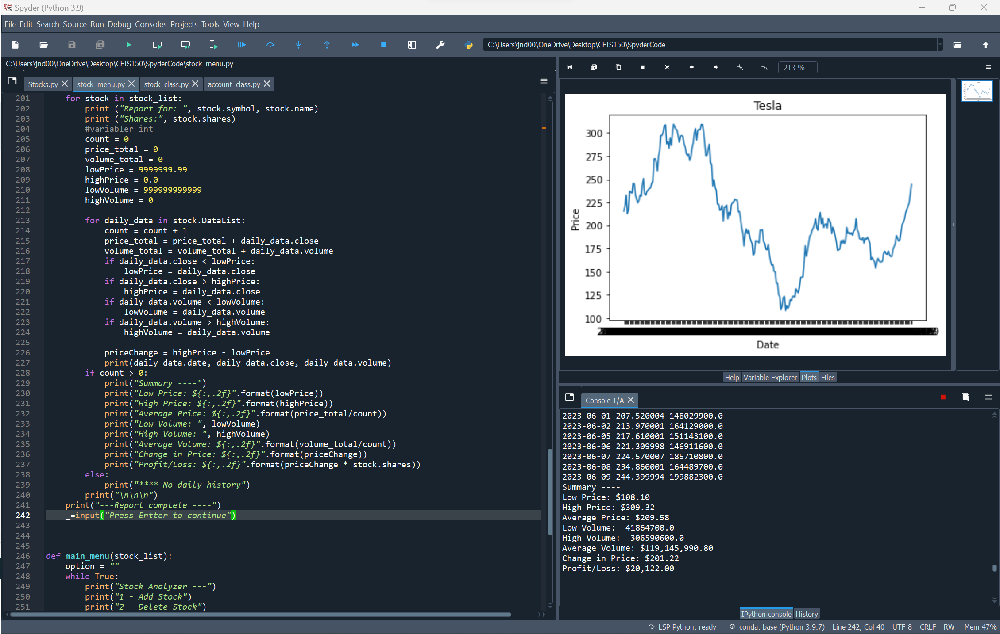 Spyder (Python 3.9)
File Edit Search Source Run Debug Consoles Projects Tools View Help
C:\Users\jnd00\OneDrive\Desktop\CEIS150\SpyderCode
C:\Users\jnd00\OneDrive\Desktop\CEIS150\SpyderCode\stock_menu.py
Stocks.py stock_menu.py stock_class.py account_class.py
201 for stock in stock_list:
202 print ("Report for: ", stock.symbol, stock.name)
203 print ("Shares:", stock.shares)
204 #variabler int
205 count = 0
206 price_total = 0
207 volume_total = 0
208 lowPrice = 9999999.99
209 highPrice = 0.0
210 lowVolume = 999999999999
211 highVolume = 0
212
213 for daily_data in stock.DataList:
214 count = count + 1
215 price_total = price_total + daily_data.close
216 volume_total = volume_total + daily_data.volume
217 if daily_data.close < lowPrice:
218 lowPrice = daily_data.close
219 if daily_data.close > highPrice:
220 highPrice = daily_data.close
221 if daily_data.volume < lowVolume:
222 lowVolume = daily_data.volume
223 if daily_data.volume > highVolume:
224 highVolume = daily_data.volume
225
226 priceChange = highPrice - lowPrice
227 print(daily_data.date, daily_data.close, daily_data.volume)
228 if count > 0:
229 print("Summary ----")
230 print("Low Price: ${:,.2f}".format(lowPrice))
231 print("High Price: ${:,.2f}".format(highPrice))
232 print("Average Price: ${:,.2f}".format(price_total/count))
233 print("Low Volume: ", lowVolume)
234 print("High Volume: ", highVolume)
235 print("Average Volume: ${:,.2f}".format(volume_total/count))
236 print("Change in Price: ${:,.2f}".format(priceChange))
237 print("Profit/Loss: ${:,.2f}".format(priceChange * stock.shares))
238 else:
239 print("**** No daily history")
240 print("\n\n\n")
241 print("---Report complete ----")
242 _=input("Press Entter to continue")
243
244
245
246 def main_menu(stock_list):
247 option = ""
248 while True:
249 print("Stock Analyzer ---")
250 print("1 - Add Stock")
251 print("2 - Delete Stock")
213 %
Tesla
300
275
250
225
200
175
150
125
100
Price
Date
Help Variable Explorer Plots Files
Console 1/A
2023-06-01 207.520004 148029900.0
2023-06-02 213.970001 164129000.0
2023-06-05 217.610001 151143100.0
2023-06-06 221.309998 146911600.0
2023-06-07 224.570007 185710800.0
2023-06-08 234.860001 164489700.0
2023-06-09 244.399994 199882300.0
Summary ----
Low Price: $108.10
High Price: $309.32
Average Price: $209.58
Low Volume:  41864700.0
High Volume:  306590600.0
Average Volume: $119,145,990.80
Change in Price: $201.22
Profit/Loss: $20,122.00
IPython console History
LSP Python: ready conda: base (Python 3.9.7) Line 242, Col 40 UTF-8 CRLF RW Mem 47%